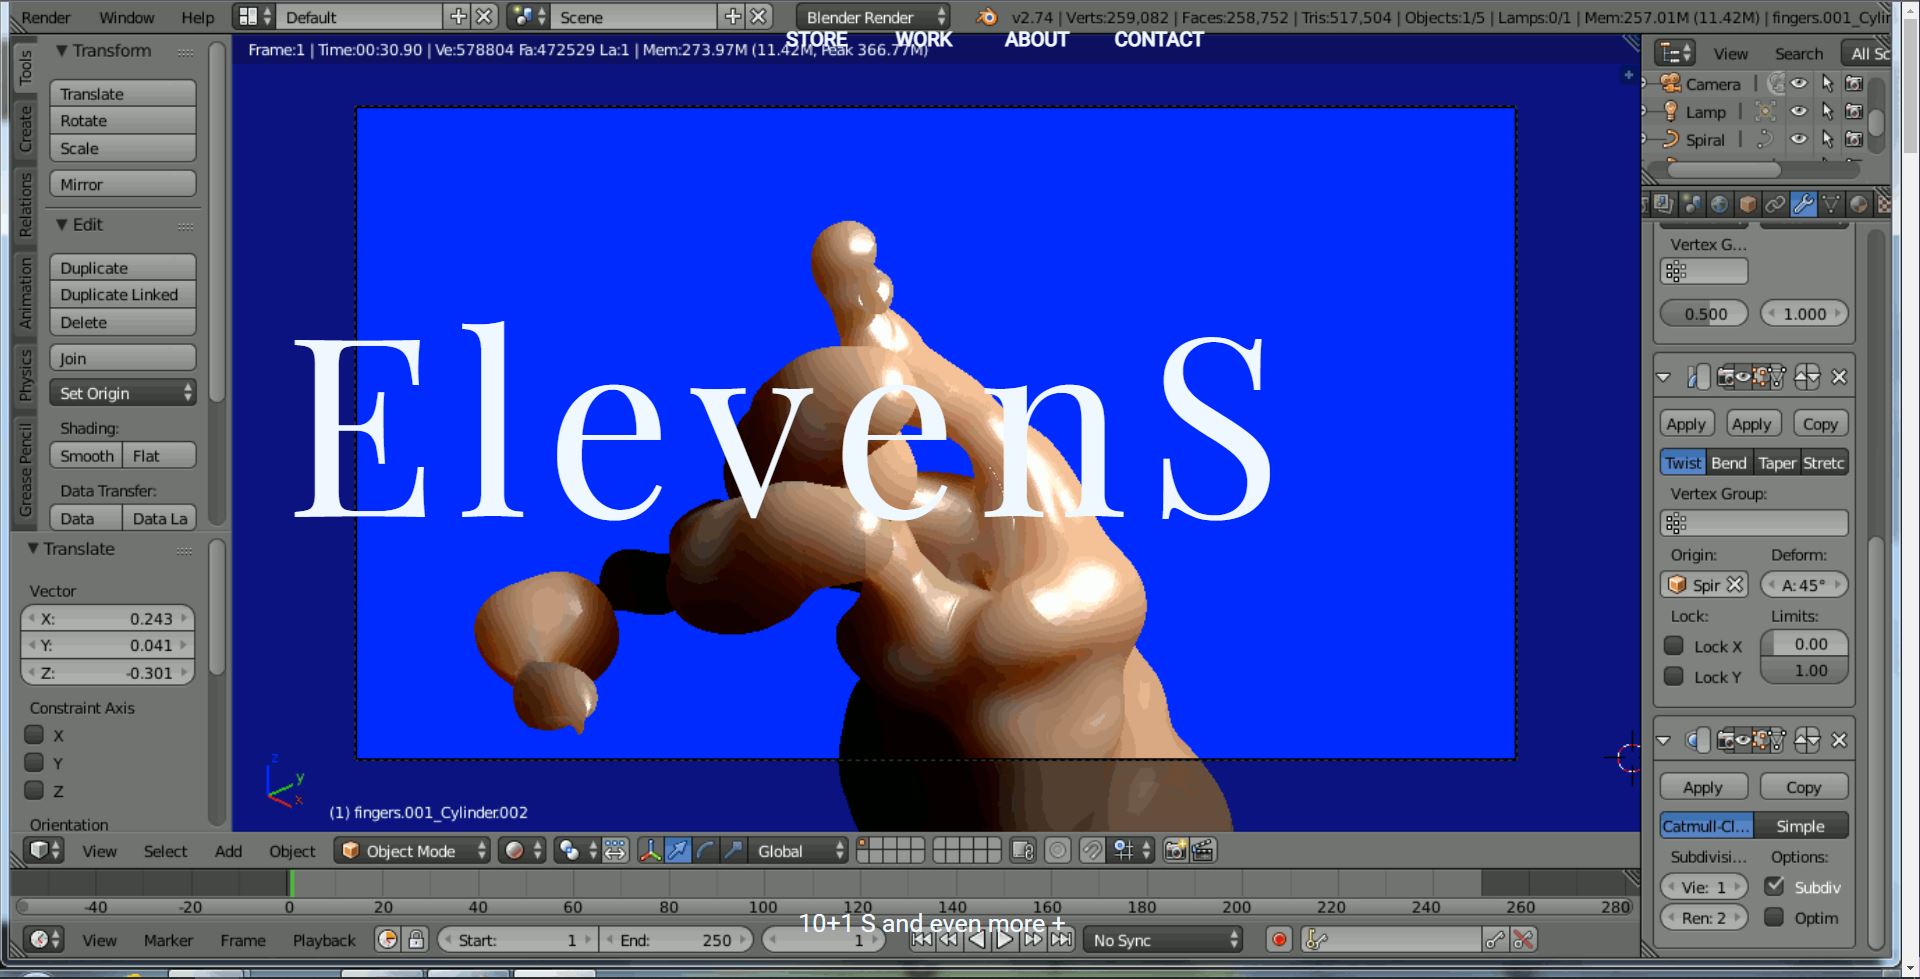 Render Window Help Default Scene Blender Render v2.74 | Verts:259,082 | Faces:258,752 | Tris:517,504 | Objects:1/5 | Lamps:0/1 | Mem:257.01M (11.42M) | fingers.001_Cylir
STORE WORK ABOUT CONTACT
Frame:1 | Time:00:30.90 | Ve:578804 Fa:472529 La:1 | Mem:273.97M (11.42M, Peak 366.77M)
Tools
Create
Relations
Animation
Physics
Grease Pencil
Transform
Translate
Rotate
Scale
Mirror
Edit
Duplicate
Duplicate Linked
Delete
Join
Set Origin
Shading:
Smooth Flat
Data Transfer:
Data Data La
Translate
Vector
X: 0.243
Y: 0.041
Z: -0.301
Constraint Axis
X
Y
Z
Orientation
ElevenS
z
y
x
(1) fingers.001_Cylinder.002
View Search All Sc
Camera
Lamp
Spiral
Vertex G...
0.500 1.000
Apply Apply Copy
Twist Bend Taper Stretc
Vertex Group:
Origin: Deform:
Spir A: 45°
Lock: Limits:
Lock X 0.00
Lock Y 1.00
Apply Copy
Catmull-Cl... Simple
Subdivisi... Options:
Vie: 1 Subdiv
Ren: 2 Optim
View Select Add Object Object Mode Global
-40 -20 0 20 40 60 80 100 120 140 160 180 200 220 240 260 280
10+1 S and even more +
View Marker Frame Playback Start: 1 End: 250 1 No Sync